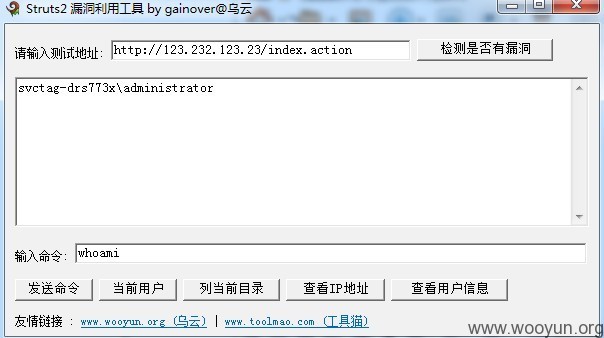 Struts2 漏洞利用工具 by gainover@乌云
请输入测试地址: http://123.232.123.23/index.action 检测是否有漏洞
svctag-drs773x\administrator
输入命令: whoami
发送命令 当前用户 列当前目录 查看IP地址 查看用户信息
友情链接 : www.wooyun.org (乌云) | www.toolmao.com (工具猫)
www.wooyun.org